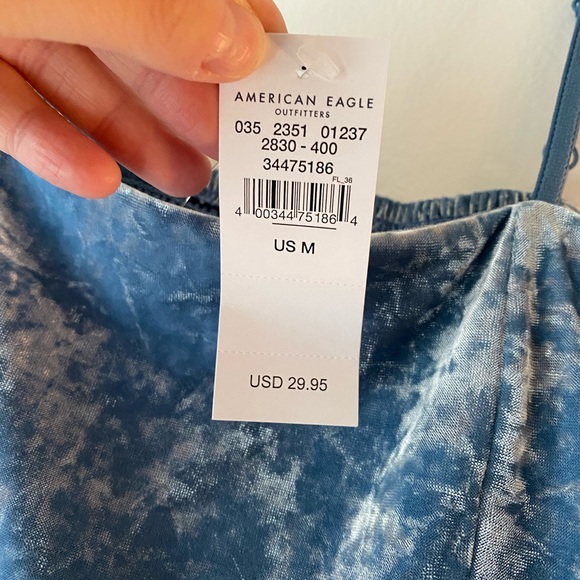 AMERICAN EAGLE
OUTFITTERS
035 2351 01237
2830 - 400
34475186
FL_36
4 00344 75186 4
US M
USD 29.95